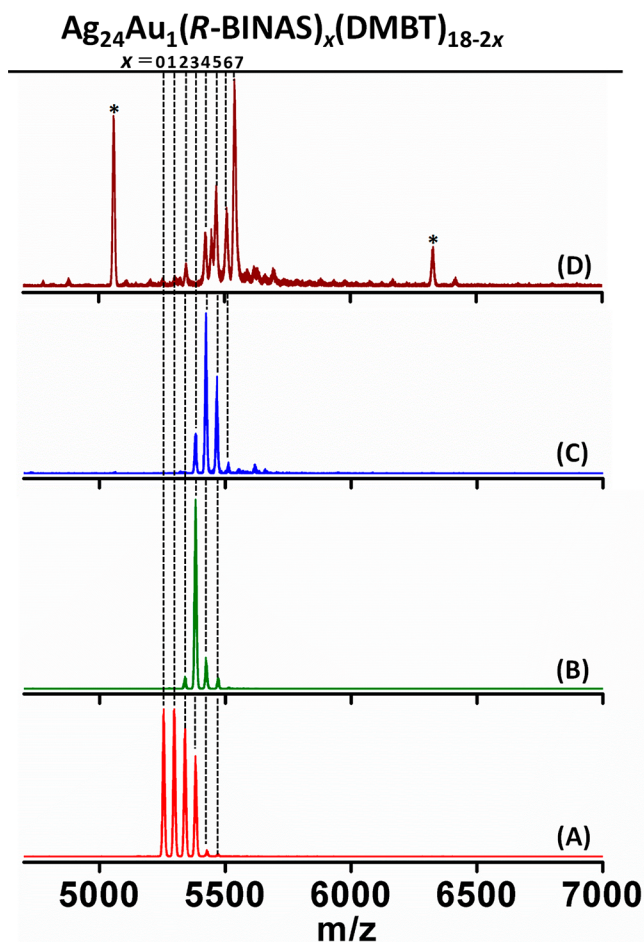 Ag24Au1(R-BINAS)x(DMBT)18-2x
x = 0 1 2 3 4 5 6 7
*
*
(D)
(C)
(B)
(A)
5000 5500 6000 6500 7000
m/z